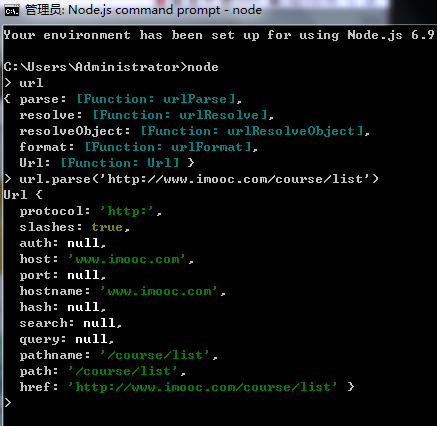 管理员: Node.js command prompt - node
Your environment has been set up for using Node.js 6.9
C:\Users\Administrator>node
> url
{ parse: [Function: urlParse],
  resolve: [Function: urlResolve],
  resolveObject: [Function: urlResolveObject],
  format: [Function: urlFormat],
  Url: [Function: Url] }
> url.parse('http://www.imooc.com/course/list')
Url {
  protocol: 'http:',
  slashes: true,
  auth: null,
  host: 'www.imooc.com',
  port: null,
  hostname: 'www.imooc.com',
  hash: null,
  search: null,
  query: null,
  pathname: '/course/list',
  path: '/course/list',
  href: 'http://www.imooc.com/course/list' }
>